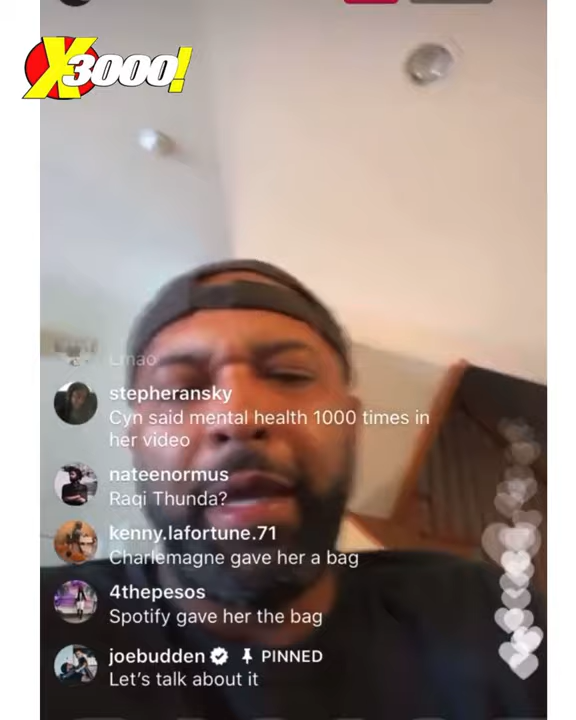 X3000!
Lmao
stepheransky
Cyn said mental health 1000 times in
her video
nateenormus
Raqi Thunda?
kenny.lafortune.71
Charlemagne gave her a bag
4thepesos
Spotify gave her the bag
joebudden PINNED
Let's talk about it